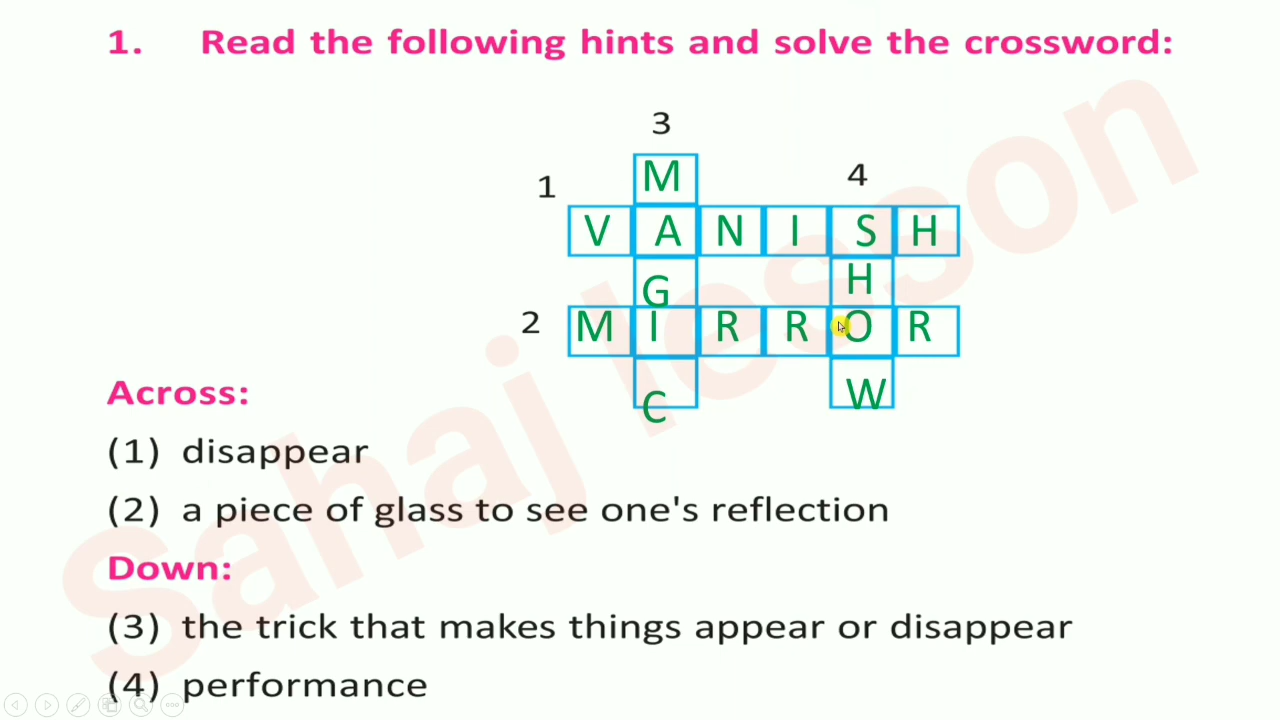 1. Read the following hints and solve the crossword:
3
M
1 4
V A N I S H
G H
2 M I R R O R
C W
Across:
(1) disappear
(2) a piece of glass to see one's reflection
Down:
(3) the trick that makes things appear or disappear
(4) performance
Sahaj lesson